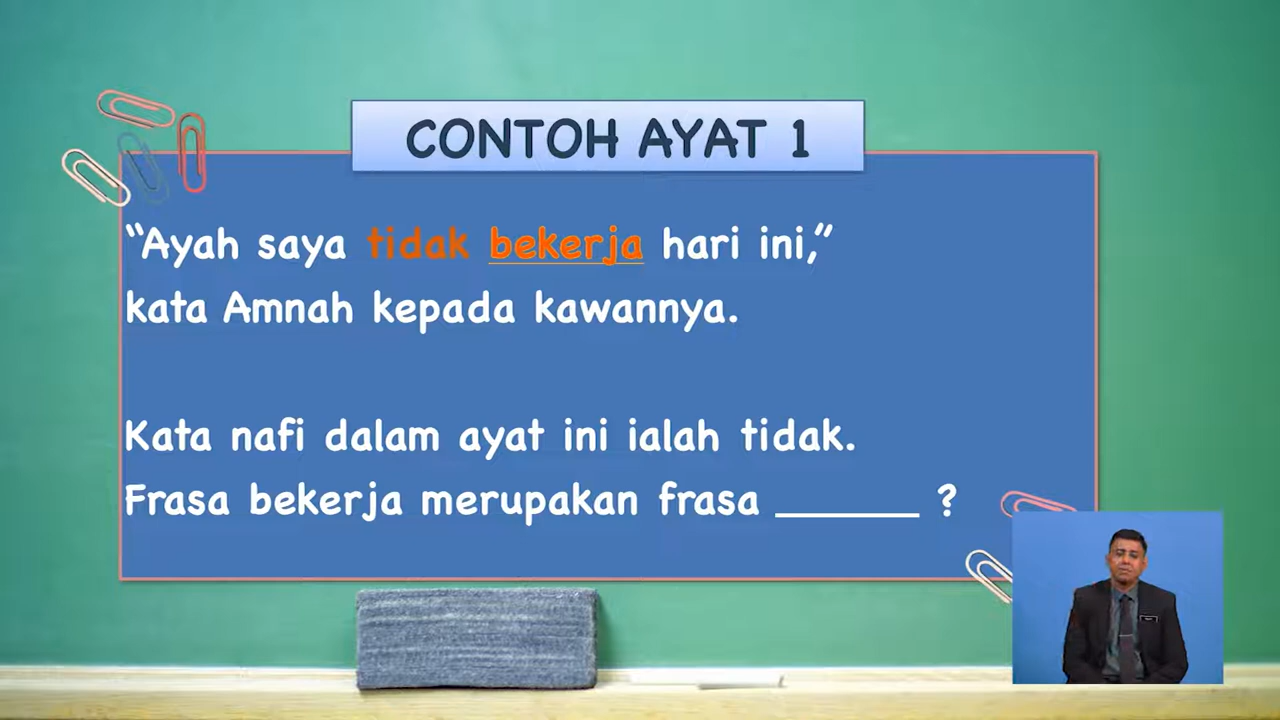 CONTOH AYAT 1
“Ayah saya tidak bekerja hari ini,”
kata Amnah kepada kawannya.
Kata nafi dalam ayat ini ialah tidak.
Frasa bekerja merupakan frasa ______ ?